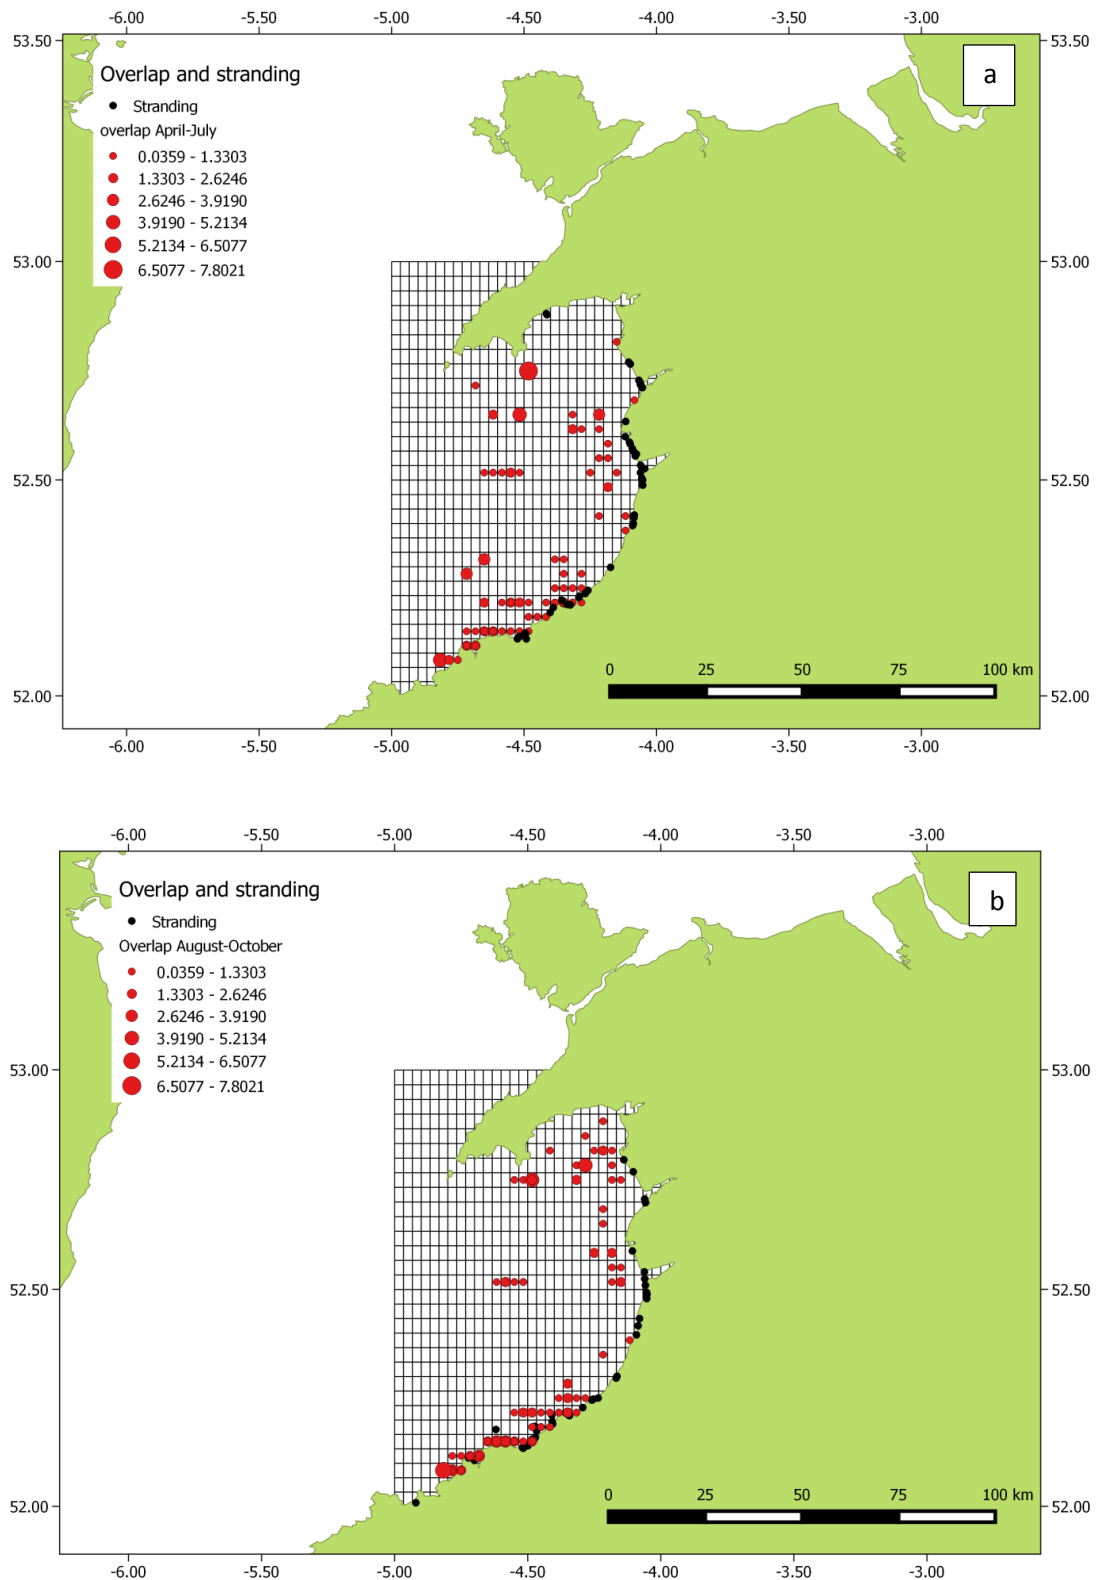 -6.00 -5.50 -5.00 -4.50 -4.00 -3.50 -3.00
53.50 53.50
a
Overlap and stranding
Stranding
overlap April-July
0.0359 - 1.3303
1.3303 - 2.6246
2.6246 - 3.9190
3.9190 - 5.2134
5.2134 - 6.5077
6.5077 - 7.8021
53.00 53.00
52.50 52.50
0 25 50 75 100 km
52.00 52.00
-6.00 -5.50 -5.00 -4.50 -4.00 -3.50 -3.00
-6.00 -5.50 -5.00 -4.50 -4.00 -3.50 -3.00
b
Overlap and stranding
Stranding
Overlap August-October
0.0359 - 1.3303
1.3303 - 2.6246
2.6246 - 3.9190
3.9190 - 5.2134
5.2134 - 6.5077
6.5077 - 7.8021
53.00 53.00
52.50 52.50
0 25 50 75 100 km
52.00 52.00
-6.00 -5.50 -5.00 -4.50 -4.00 -3.50 -3.00